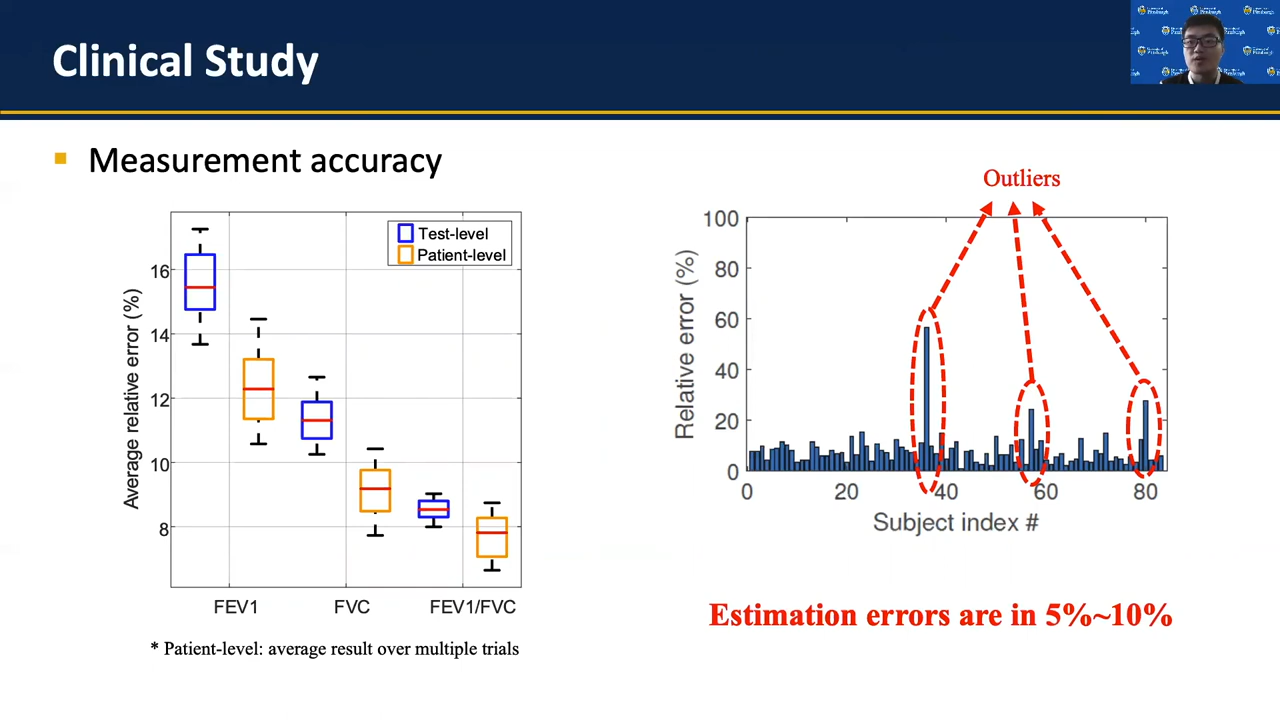 Clinical Study
Measurement accuracy
Average relative error (%)
16
14
12
10
8
Test-level
Patient-level
FEV1
FVC
FEV1/FVC
* Patient-level: average result over multiple trials
Outliers
Relative error (%)
100
80
60
40
20
0
0
20
40
60
80
Subject index #
Estimation errors are in 5%~10%